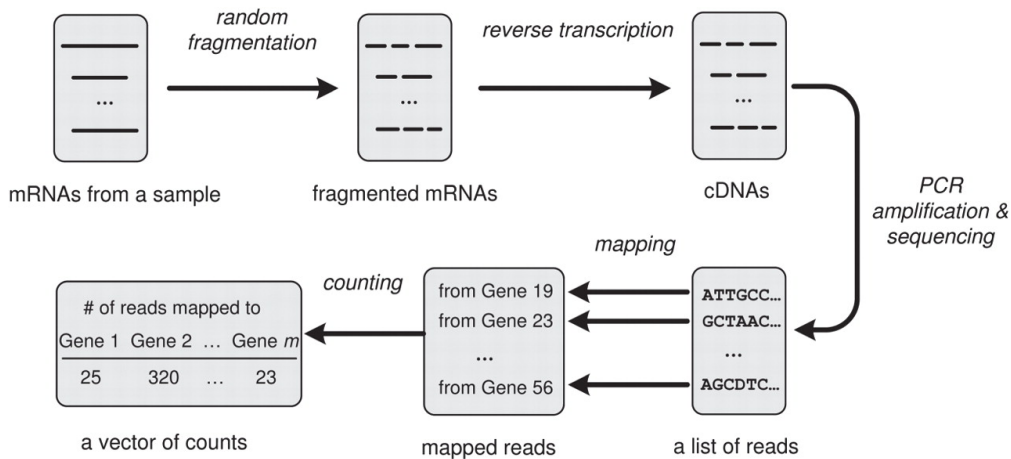 random
fragmentation
reverse transcription
...
...
...
mRNAs from a sample
fragmented mRNAs
cDNAs
PCR
amplification &
sequencing
mapping
counting
# of reads mapped to
Gene 1 Gene 2 ... Gene m
25 320 ... 23
from Gene 19
from Gene 23
...
from Gene 56
ATTGCC...
GCTAAC...
...
AGCDTC...
a vector of counts
mapped reads
a list of reads